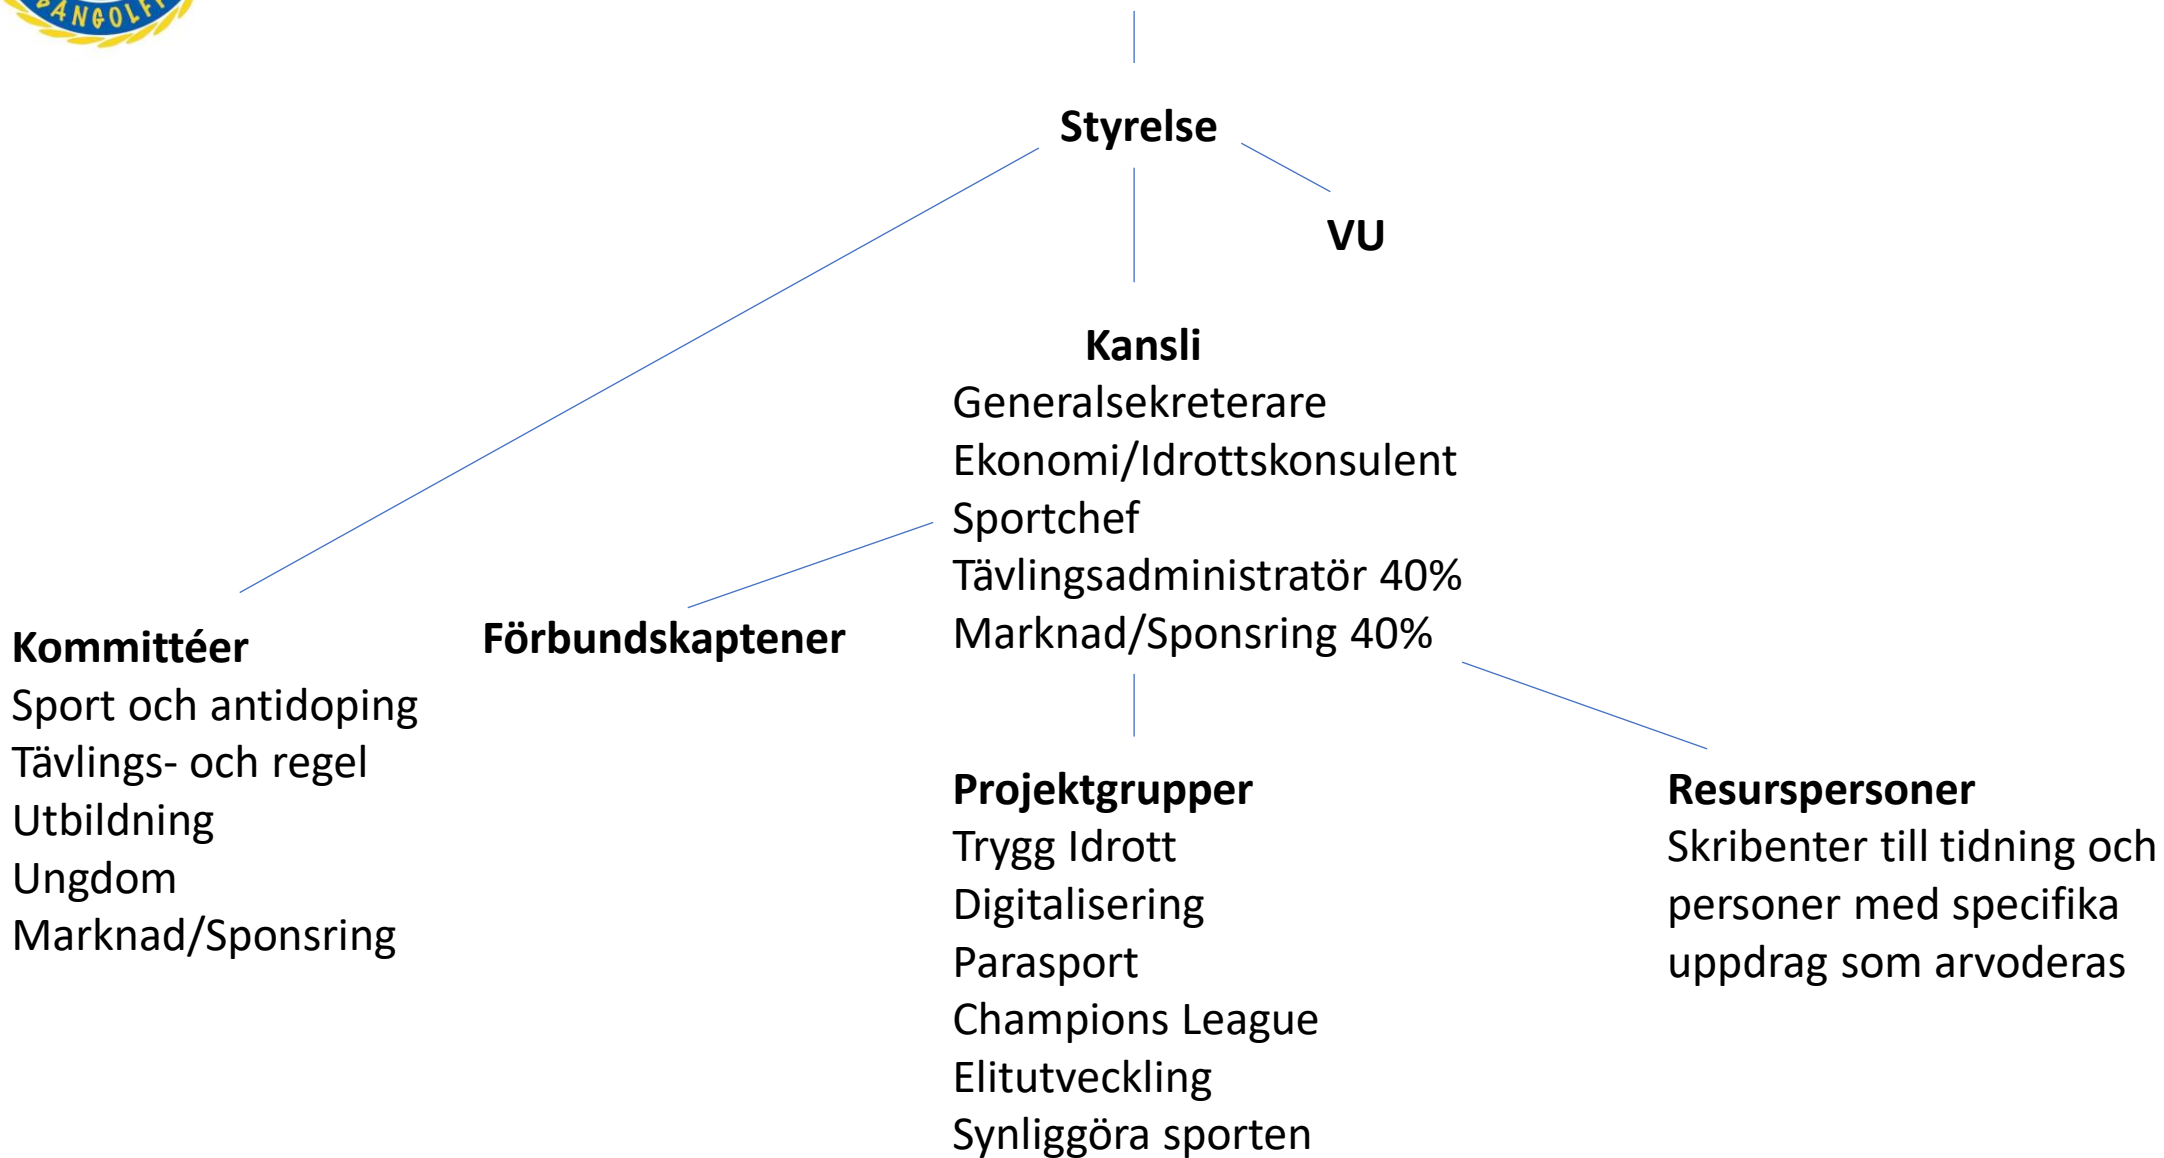 Styrelse
VU
Kansli
Generalsekreterare
Ekonomi/Idrottskonsulent
Sportchef
Tävlingsadministratör 40%
Marknad/Sponsring 40%
Förbundskaptener
Kommittéer
Sport och antidoping
Tävlings- och regel
Utbildning
Ungdom
Marknad/Sponsring
Projektgrupper
Trygg Idrott
Digitalisering
Parasport
Champions League
Elitutveckling
Synliggöra sporten
Resurspersoner
Skribenter till tidning och
personer med specifika
uppdrag som arvoderas